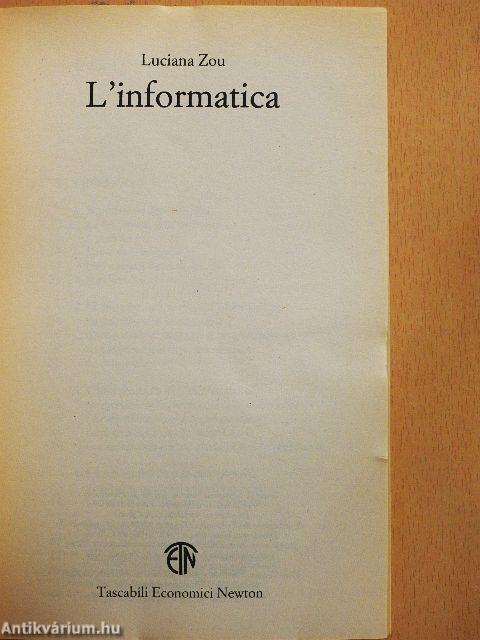 Luciana Zou
L'informatica
ETN
Tascabili Economici Newton
Antikvárium.hu